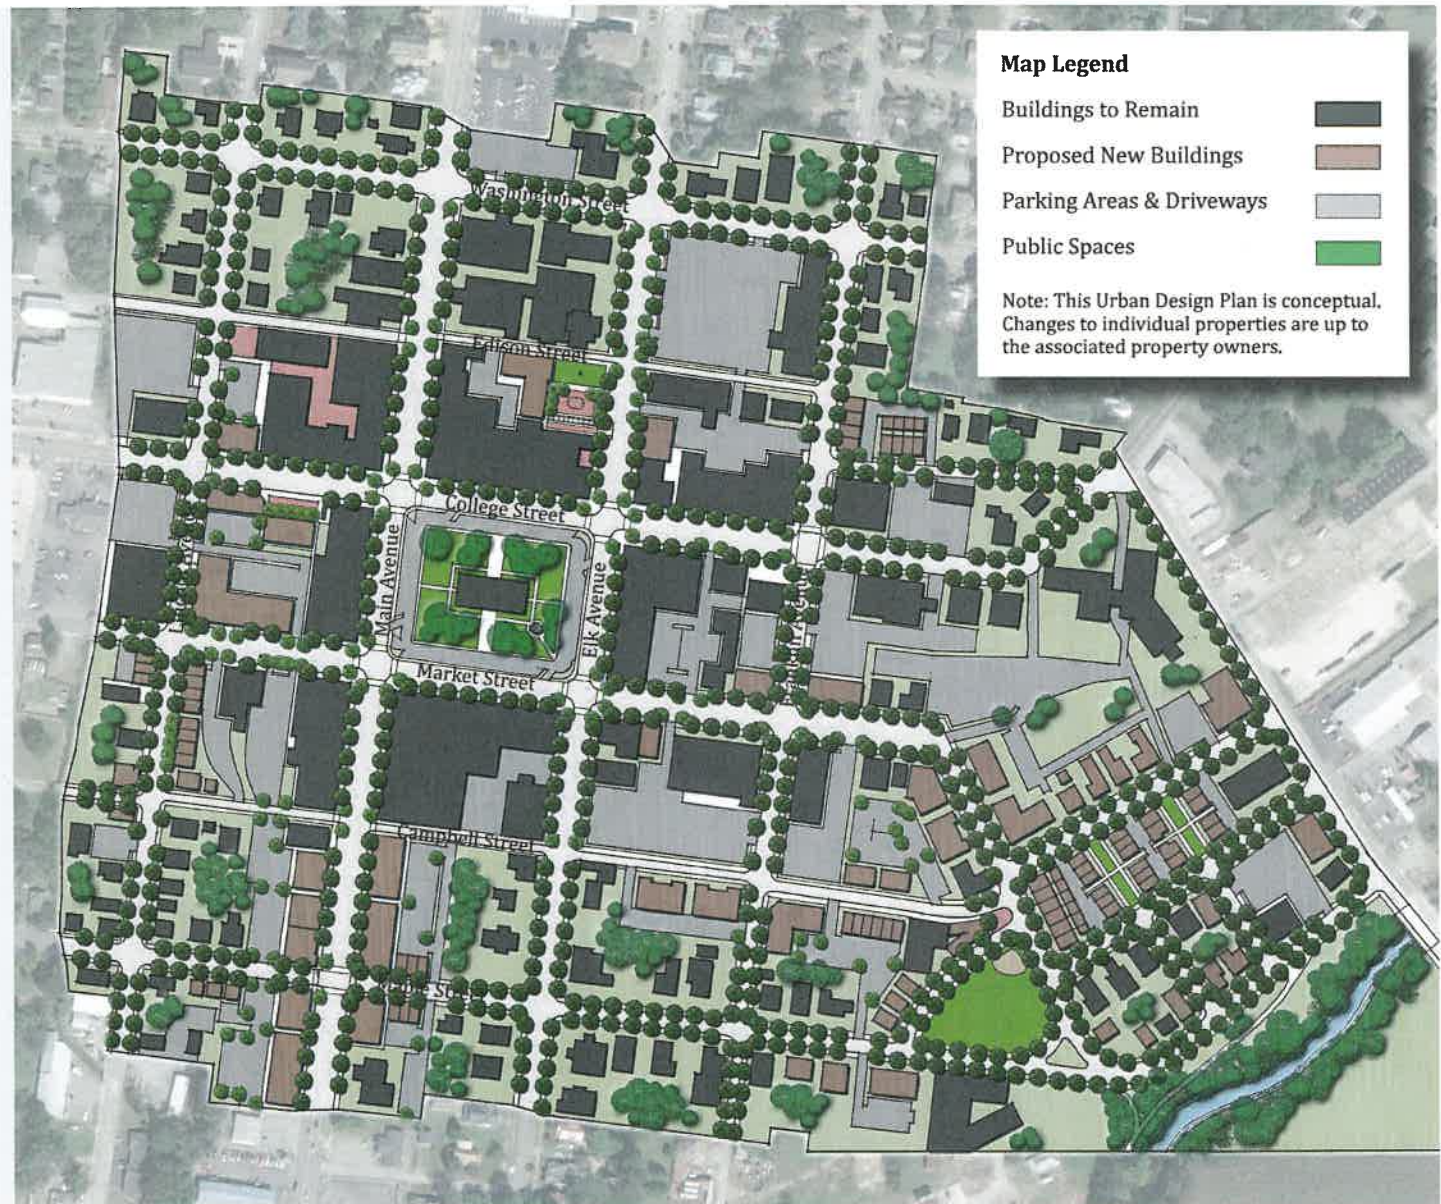 Map Legend
Buildings to Remain
Proposed New Buildings
Parking Areas & Driveways
Public Spaces
Note: This Urban Design Plan is conceptual.
Changes to individual properties are up to
the associated property owners.
Washington Street
Edison Street
College Street
Main Avenue
Elk Avenue
Market Street
Campbell Street